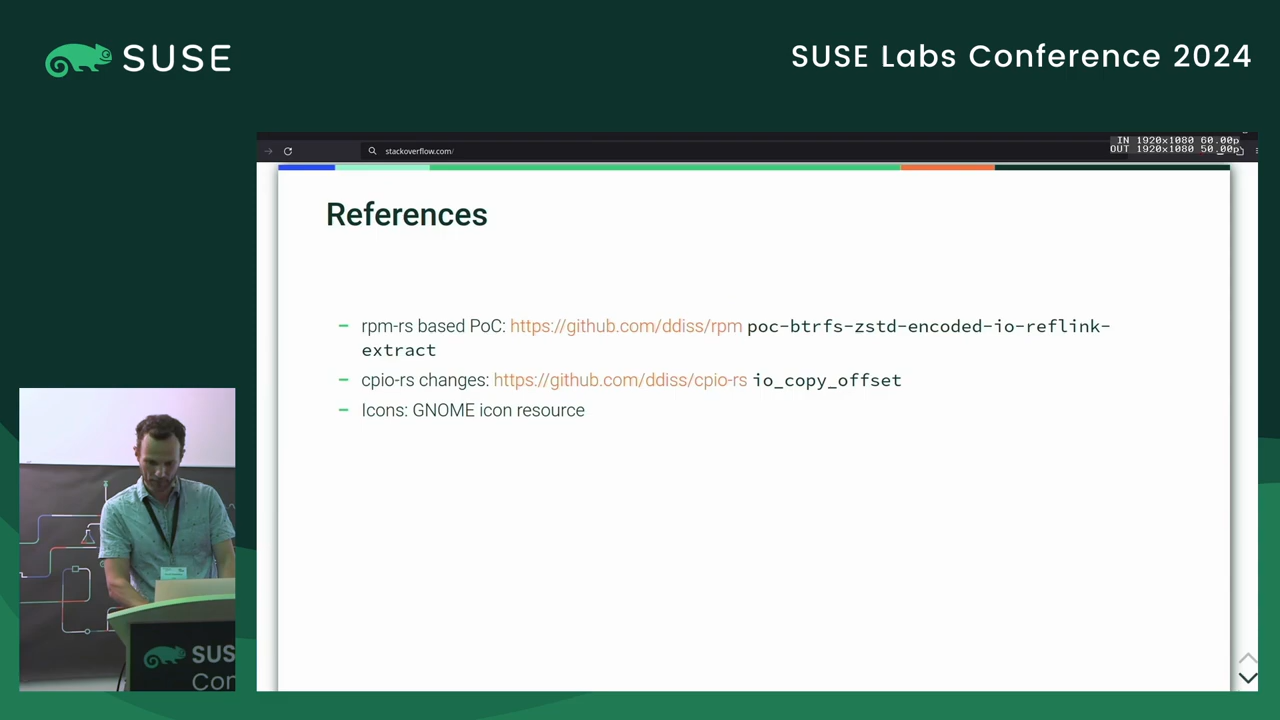 SUSE
SUSE Labs Conference 2024
IN 1920x1080 60.00p
OUT 1920x1080 50.00p
stackoverflow.com/
References
– rpm-rs based PoC: https://github.com/ddiss/rpm poc-btrfs-zstd-encoded-io-reflink-
extract
– cpio-rs changes: https://github.com/ddiss/cpio-rs io_copy_offset
– Icons: GNOME icon resource
SUS
Con